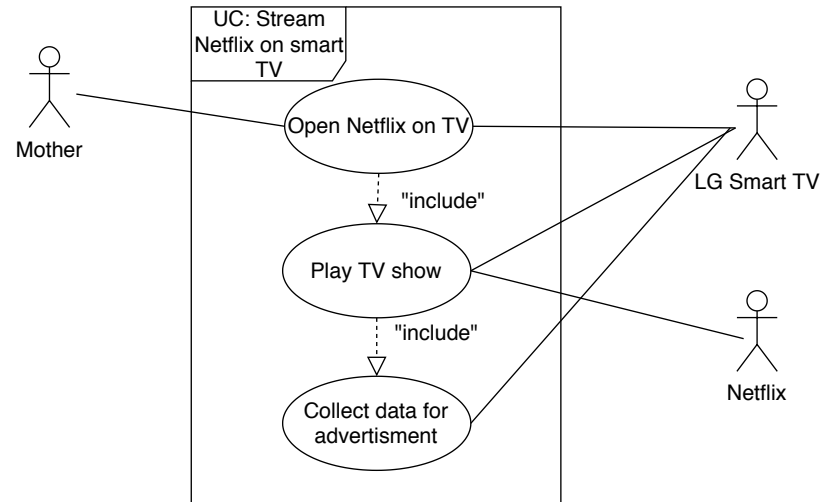 UC: Stream
Netflix on smart
TV
Mother
Open Netflix on TV
LG Smart TV
"include"
Play TV show
"include"
Netflix
Collect data for
advertisment